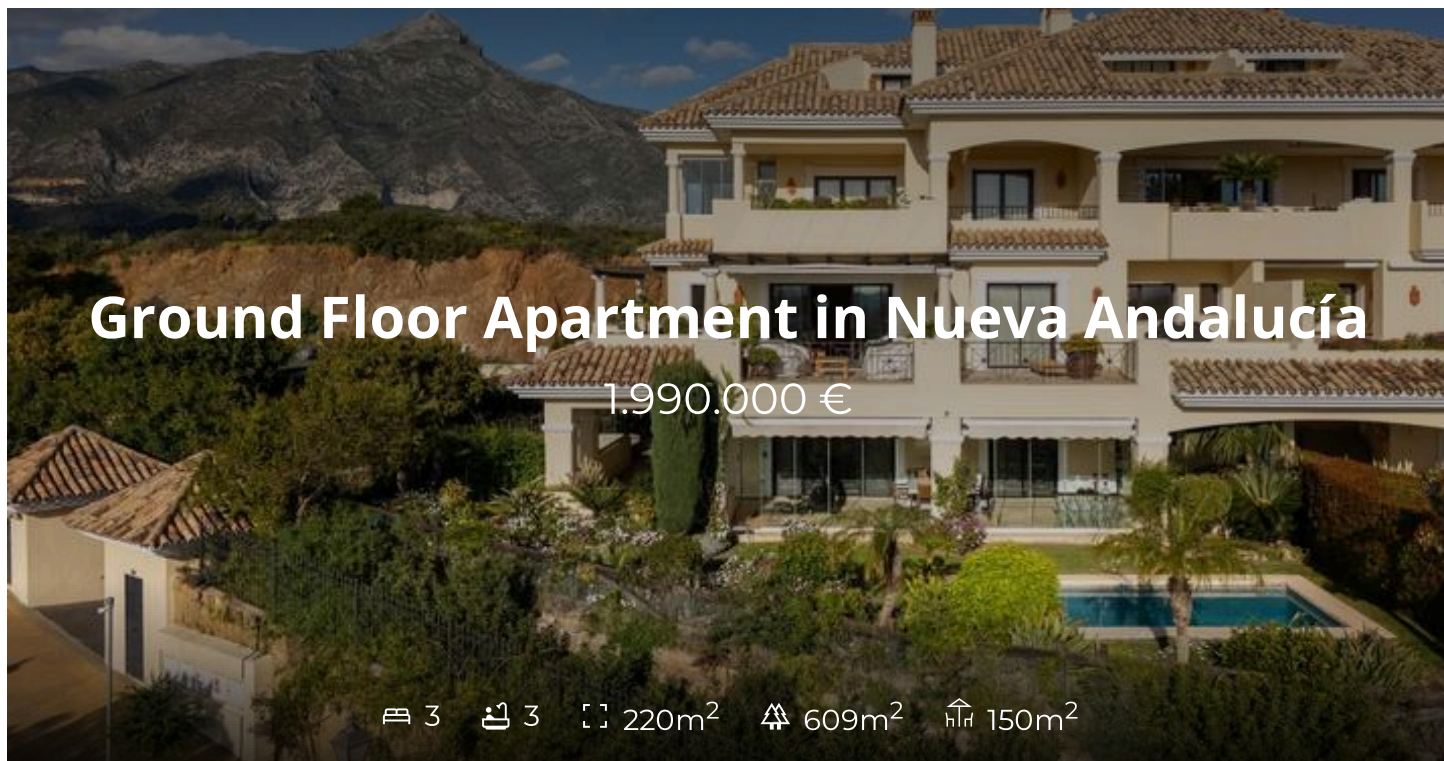 Ground Floor Apartment in Nueva Andalucía
1.990.000 €
3 3 220m² 609m² 150m²